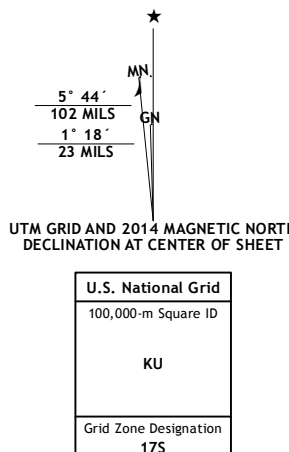 MN.
5° 44´
102 MILS
GN
1° 18´
23 MILS
UTM GRID AND 2014 MAGNETIC NORTH
DECLINATION AT CENTER OF SHEET
U.S. National Grid
100,000-m Square ID
KU
Grid Zone Designation
17S